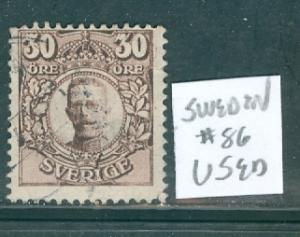 30 30
ÖRE ÖRE
SVERIGE
SWEDEN
#86
USED